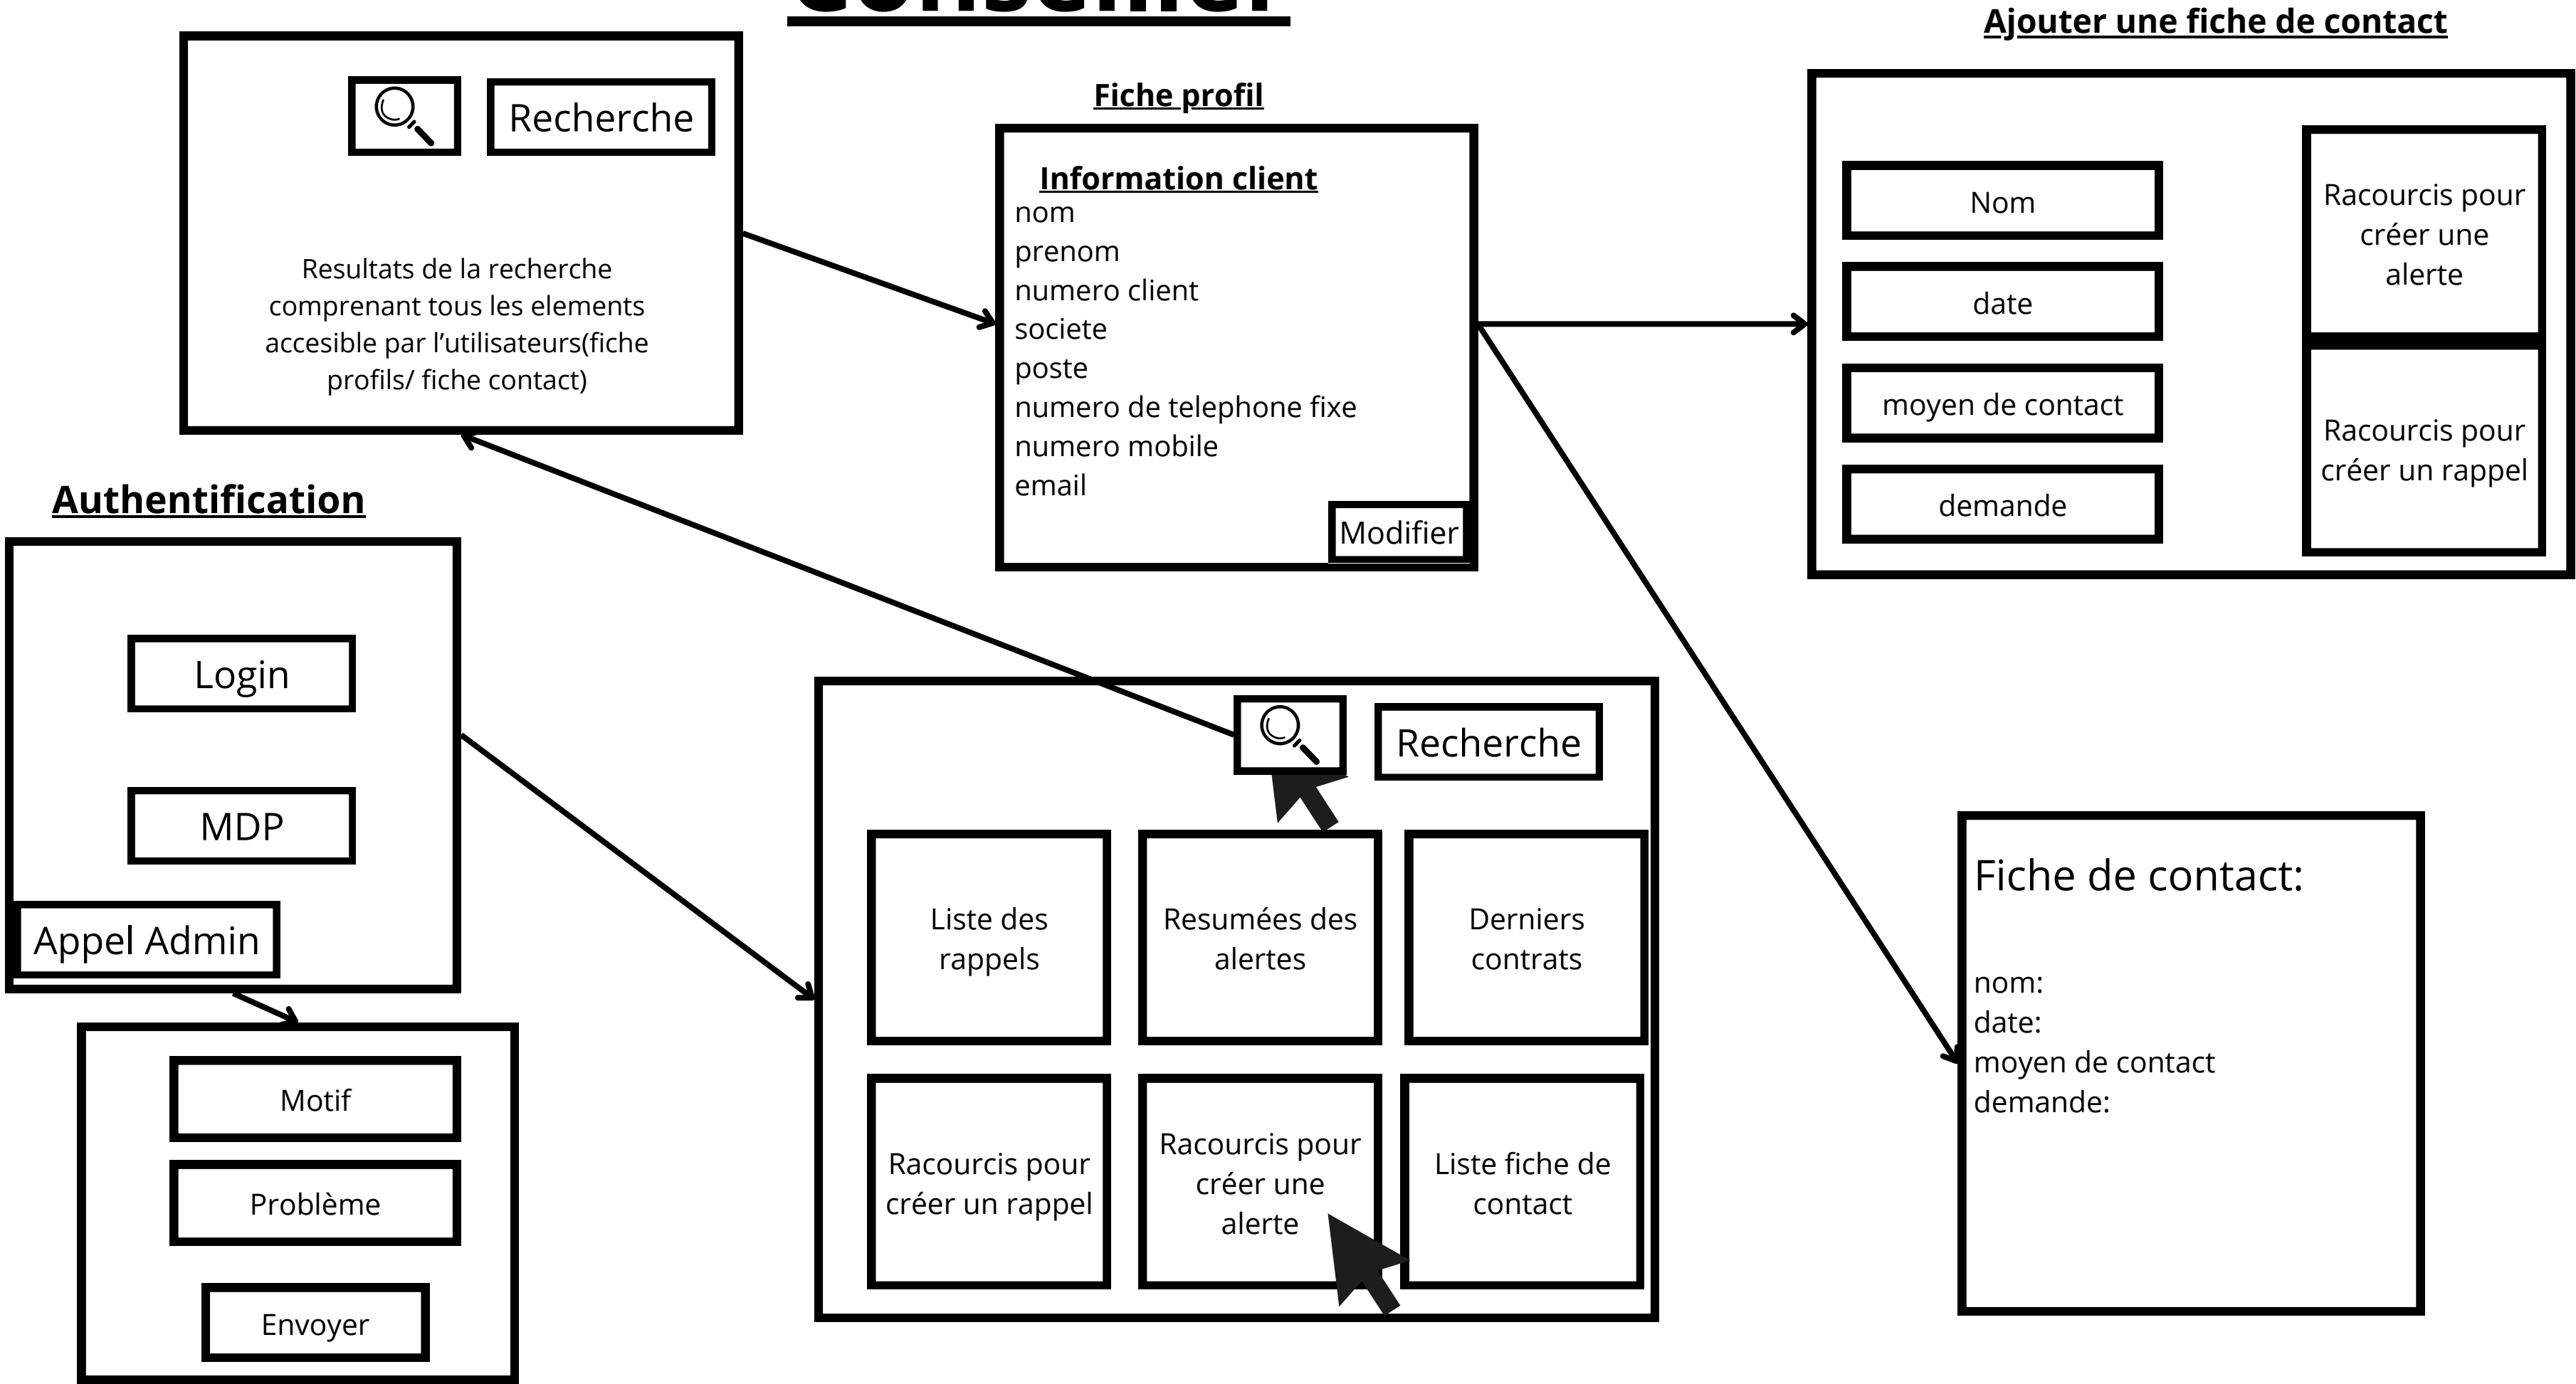 Conseiller
Recherche
Resultats de la recherche
comprenant tous les elements
accesible par l’utilisateurs(fiche
profils/ fiche contact)
Fiche profil
Information client
nom
prenom
numero client
societe
poste
numero de telephone fixe
numero mobile
email
Modifier
Ajouter une fiche de contact
Nom
date
moyen de contact
demande
Racourcis pour
créer une
alerte
Racourcis pour
créer un rappel
Authentification
Login
MDP
Appel Admin
Motif
Problème
Envoyer
Recherche
Liste des
rappels
Resumées des
alertes
Derniers
contrats
Racourcis pour
créer un rappel
Racourcis pour
créer une
alerte
Liste fiche de
contact
Fiche de contact:
nom:
date:
moyen de contact
demande: